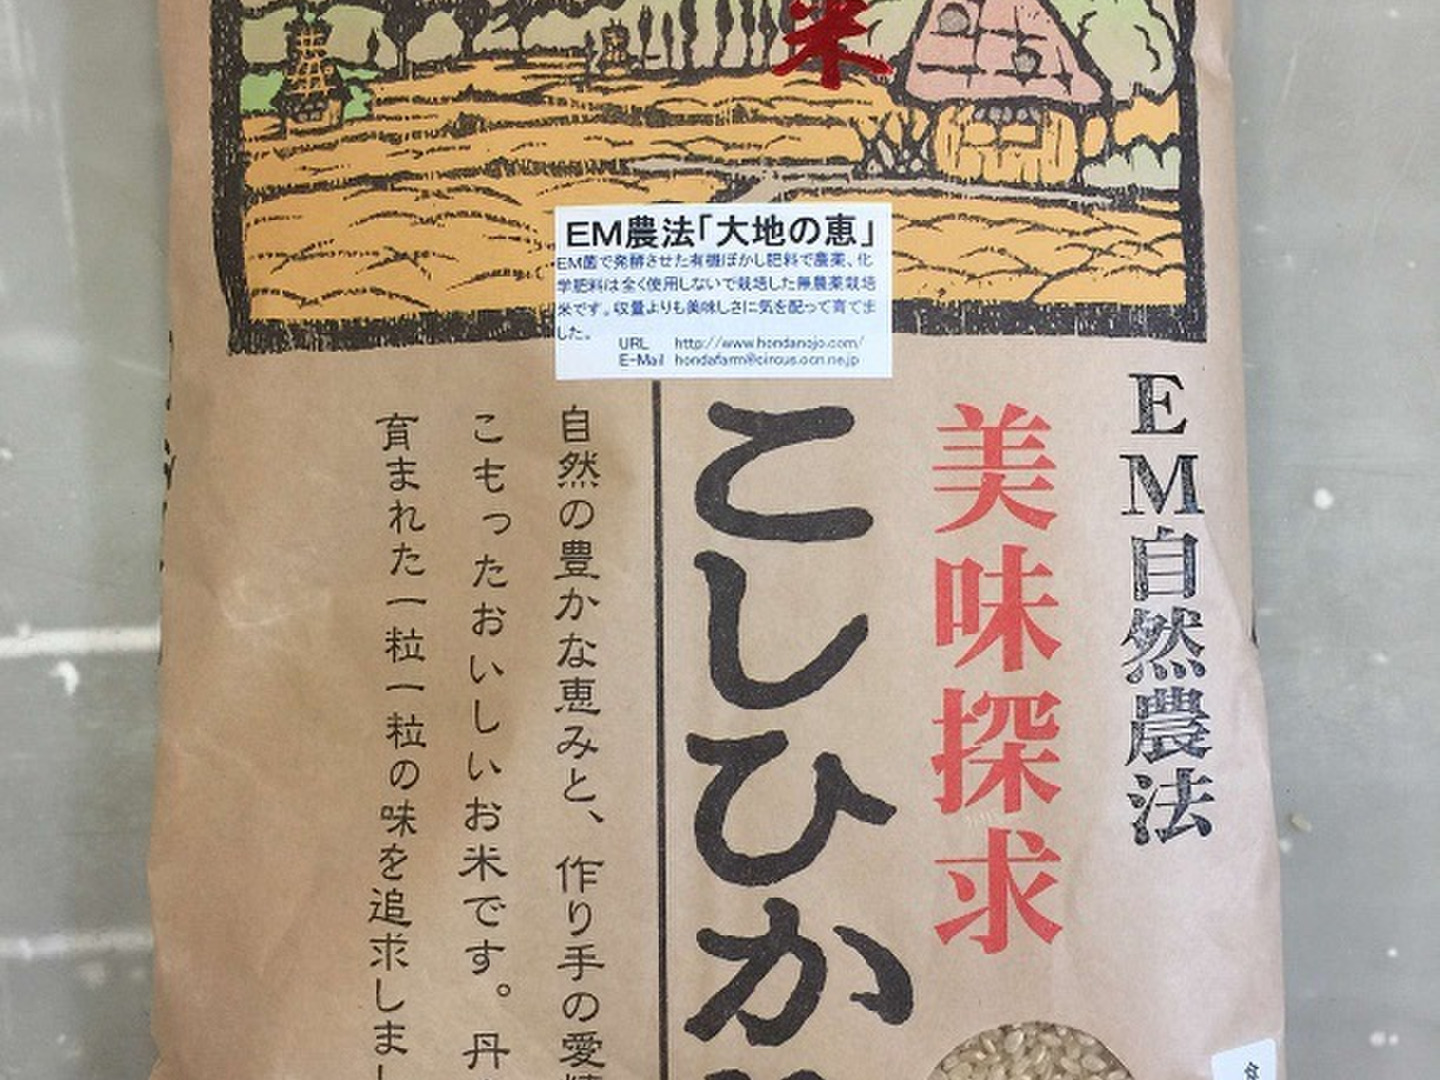 米
EM農法「大地の恵」
EM菌で発酵させた有機ぼかし肥料で農薬、化
学肥料は全く使用しないで栽培した無農薬栽培
米です。収量よりも美味しさに気を配って育てま
した。
URL http://www.hondanojo.com/
E-Mail hondafarm@circus.ocn.ne.jp
EM自然農法
美味探求
こしひか
自然の豊かな恵みと、作り手の愛
こもったおいしいお米です。丹
育まれた一粒一粒の味を追求しまし